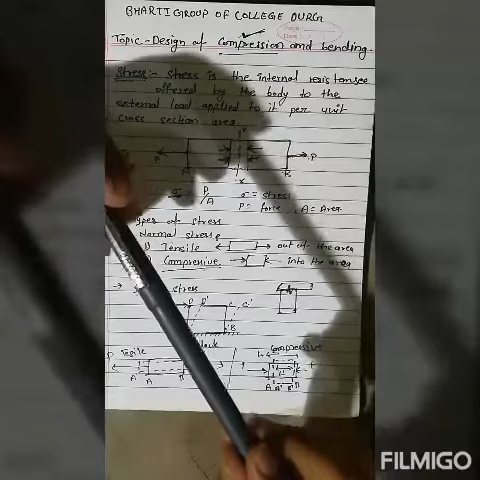 BHARTI GROUP OF COLLEGE DURG
Topic - Design of Compression and bending.
Stress:- Stress is the internal resistansce
offered by the body to the
external load applied to it per unit
cross section area
P P
A B
x
σ = P/A σ = stress
P = force, A = Area
ypes of stress
Normal stress
1) Tensile out of the area
Compressive into the area
→ stress
P P' C C'
B
Compressive
A' A B A A' B' B
FILMIGO